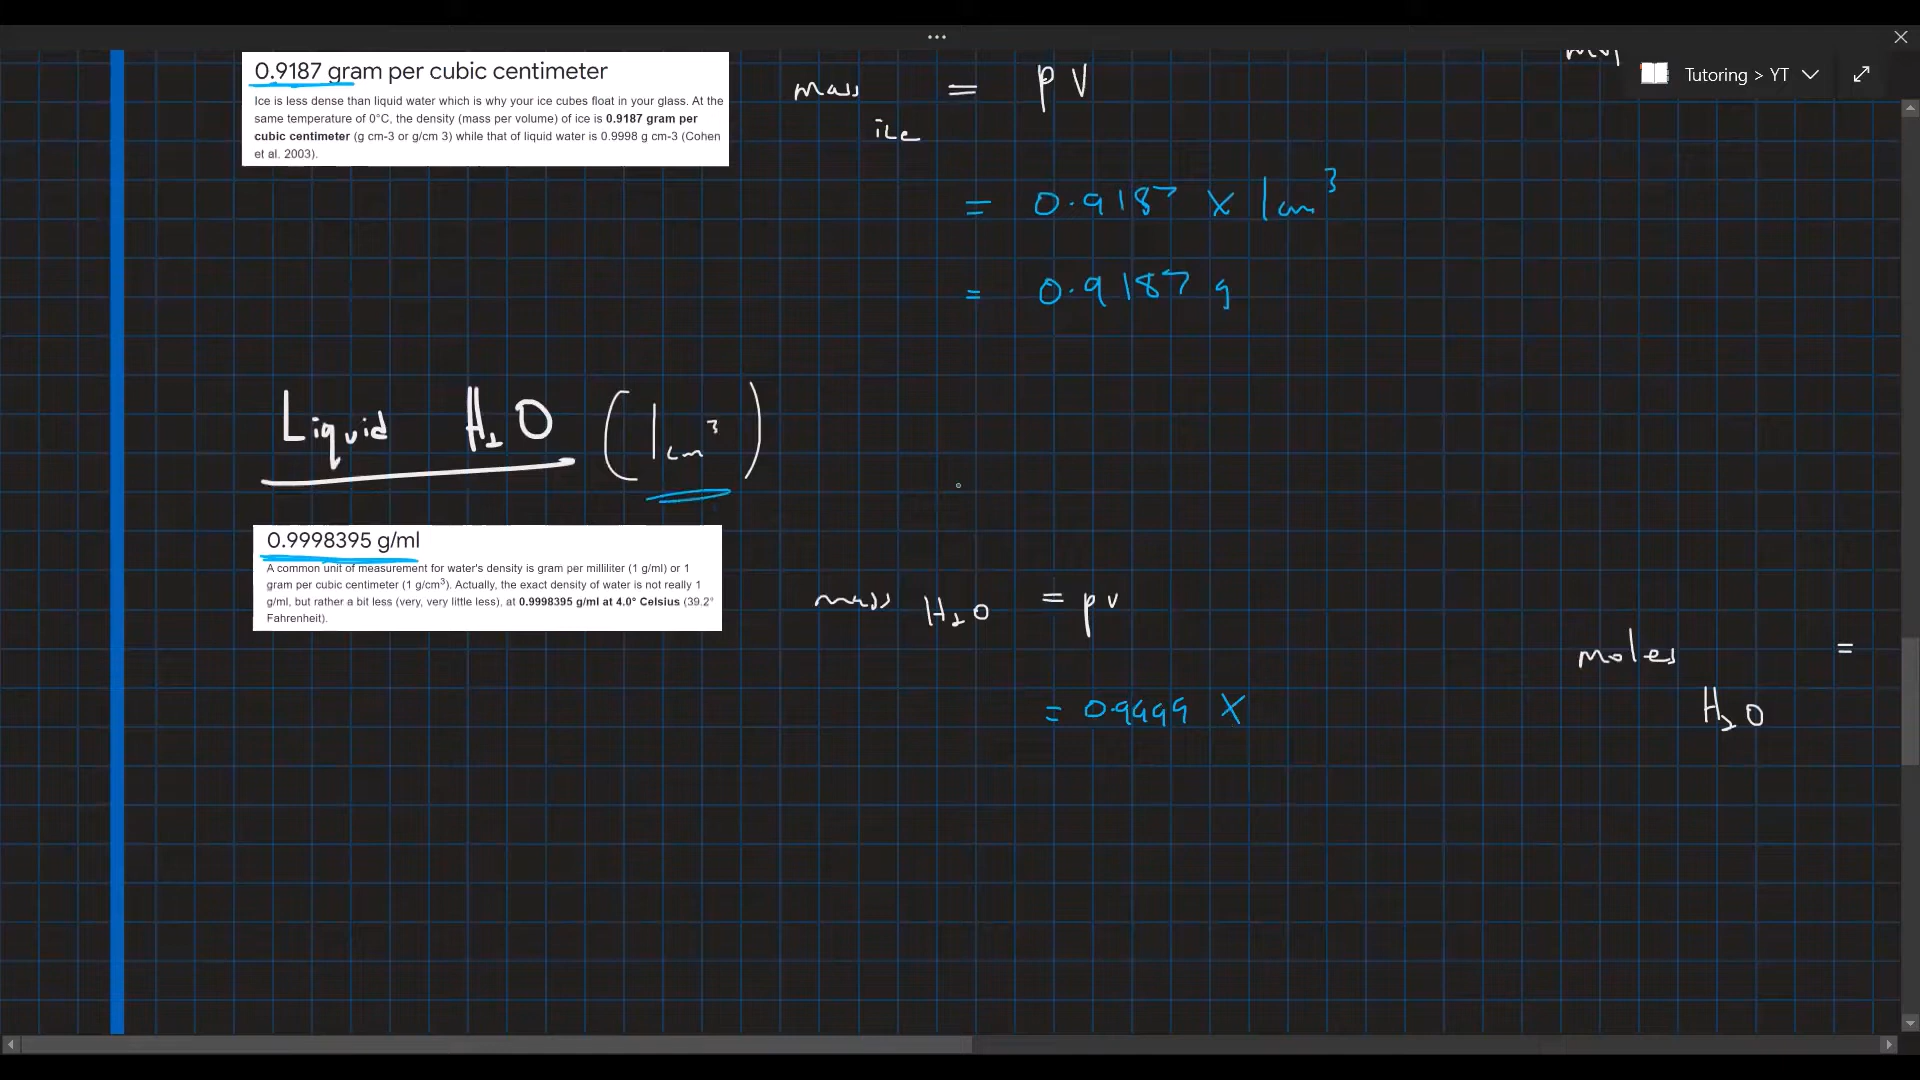 0.9187 gram per cubic centimeter
Ice is less dense than liquid water which is why your ice cubes float in your glass. At the
same temperature of 0°C, the density (mass per volume) of ice is 0.9187 gram per
cubic centimeter (g cm-3 or g/cm 3) while that of liquid water is 0.9998 g cm-3 (Cohen
et al. 2003).
mass ice = ρV
= 0.9187 x 1cm³
= 0.9187 g
Tutoring > YT
Liquid H₂O (1cm³)
0.9998395 g/ml
A common unit of measurement for water's density is gram per milliliter (1 g/ml) or 1
gram per cubic centimeter (1 g/cm³). Actually, the exact density of water is not really 1
g/ml, but rather a bit less (very, very little less), at 0.9998395 g/ml at 4.0° Celsius (39.2°
Fahrenheit).
mass H₂O = ρv
= 0.9999 x
moles H₂O =